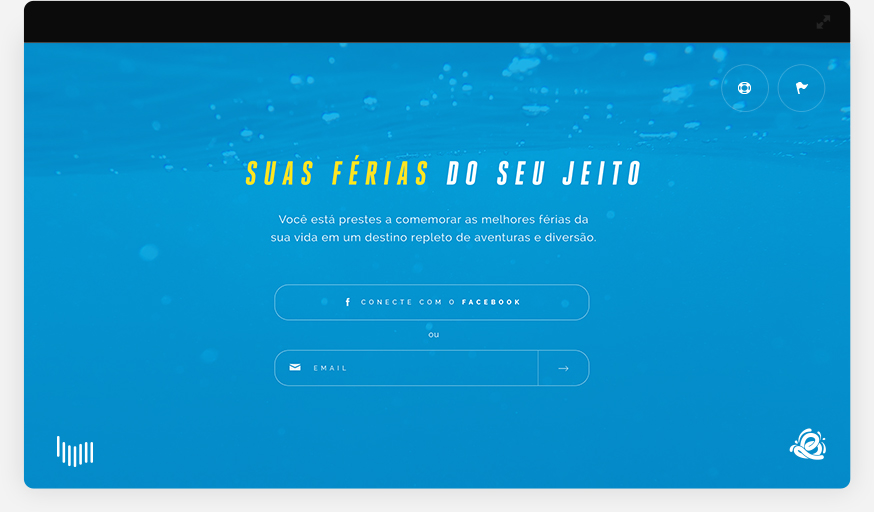 SUAS FÉRIAS DO SEU JEITO
Você está prestes a comemorar as melhores férias da
sua vida em um destino repleto de aventuras e diversão.
CONECTE COM O FACEBOOK
ou
EMAIL